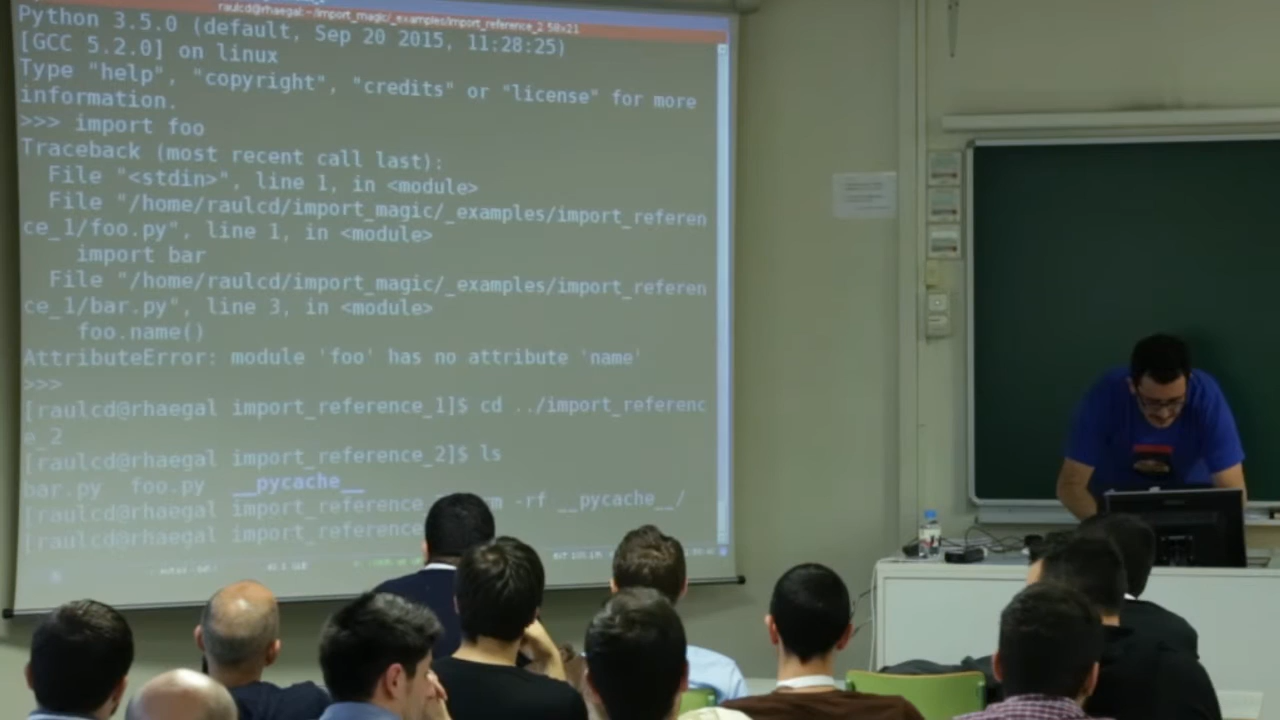 raulcd@rhaegal:~/import_magic/_examples/import_reference_2 58x21
Python 3.5.0 (default, Sep 20 2015, 11:28:25)
[GCC 5.2.0] on linux
Type "help", "copyright", "credits" or "license" for more
information.
>>> import foo
Traceback (most recent call last):
  File "<stdin>", line 1, in <module>
  File "/home/raulcd/import_magic/_examples/import_referen
ce_1/foo.py", line 1, in <module>
    import bar
  File "/home/raulcd/import_magic/_examples/import_referen
ce_1/bar.py", line 3, in <module>
    foo.name()
AttributeError: module 'foo' has no attribute 'name'
>>>
[raulcd@rhaegal import_reference_1]$ cd ../import_referenc
e_2
[raulcd@rhaegal import_reference_2]$ ls
bar.py  foo.py  __pycache__
[raulcd@rhaegal import_reference -rf __pycache__/
[raulcd@rhaegal import_reference